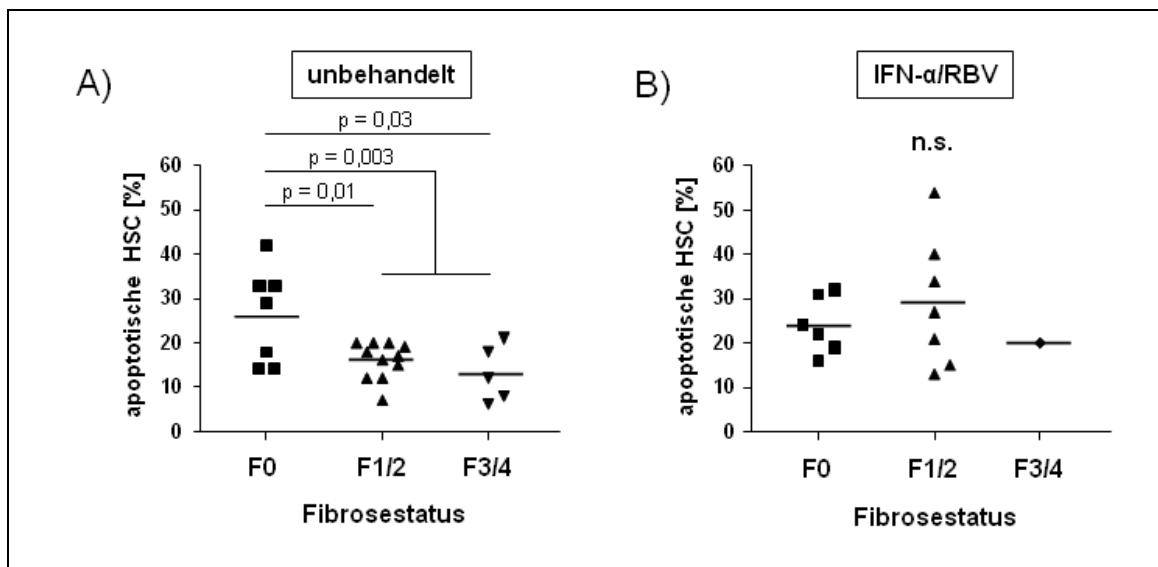 A)
unbehandelt
p = 0,03
p = 0,003
p = 0,01
apoptotische HSC [%]
60
50
40
30
20
10
0
F0 F1/2 F3/4
Fibrosestatus
B)
IFN-α/RBV
n.s.
apoptotische HSC [%]
60
50
40
30
20
10
0
F0 F1/2 F3/4
Fibrosestatus